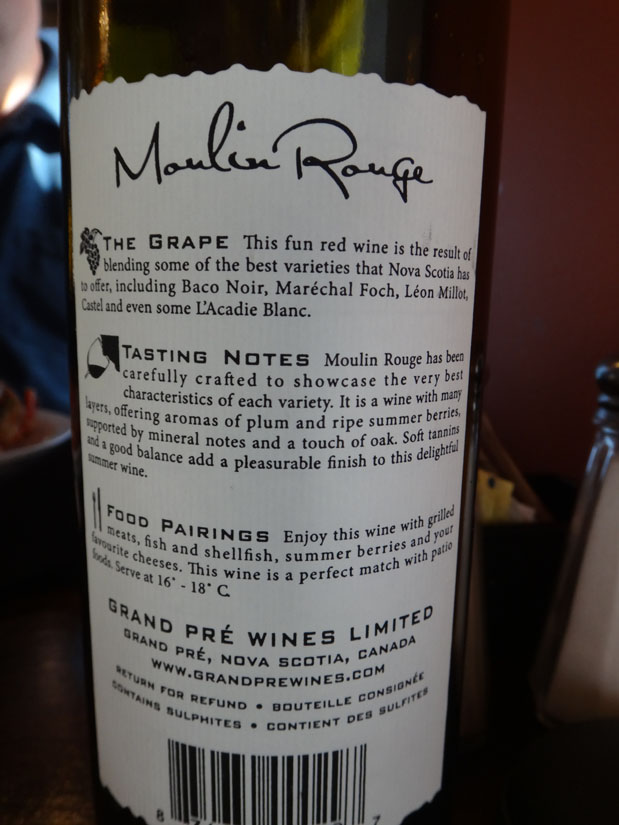 Moulin Rouge
THE GRAPE This fun red wine is the result of
blending some of the best varieties that Nova Scotia has
to offer, including Baco Noir, Maréchal Foch, Léon Millot,
Castel and even some L'Acadie Blanc.
TASTING NOTES Moulin Rouge has been
carefully crafted to showcase the very best
characteristics of each variety. It is a wine with many
layers, offering aromas of plum and ripe summer berries,
supported by mineral notes and a touch of oak. Soft tannins
and a good balance add a pleasurable finish to this delightful
summer wine.
FOOD PAIRINGS Enjoy this wine with grilled
meats, fish and shellfish, summer berries and your
favourite cheeses. This wine is a perfect match with patio
foods. Serve at 16° - 18° C.
GRAND PRÉ WINES LIMITED
GRAND PRÉ, NOVA SCOTIA, CANADA
WWW.GRANDPREWINES.COM
RETURN FOR REFUND • BOUTEILLE CONSIGNÉE
CONTAINS SULPHITES • CONTIENT DES SULFITES